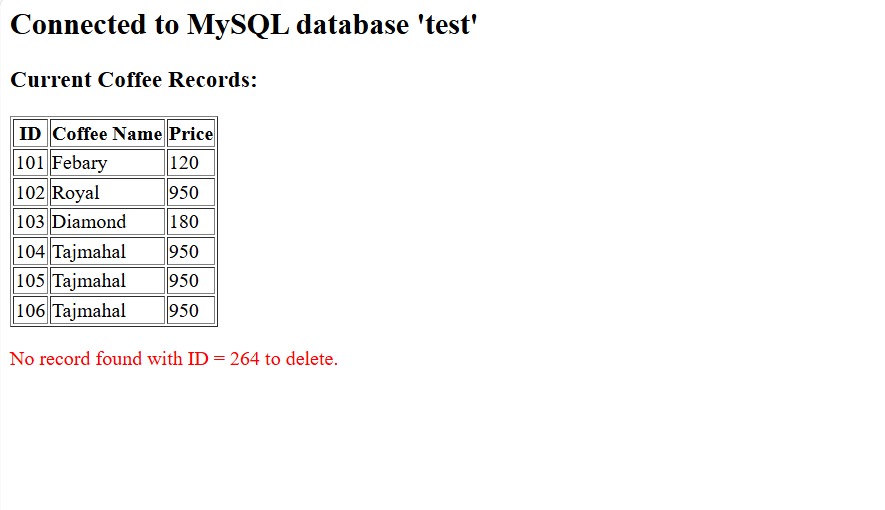 Connected to MySQL database 'test'
Current Coffee Records:
ID Coffee Name Price
101 Febary 120
102 Royal 950
103 Diamond 180
104 Tajmahal 950
105 Tajmahal 950
106 Tajmahal 950
No record found with ID = 264 to delete.